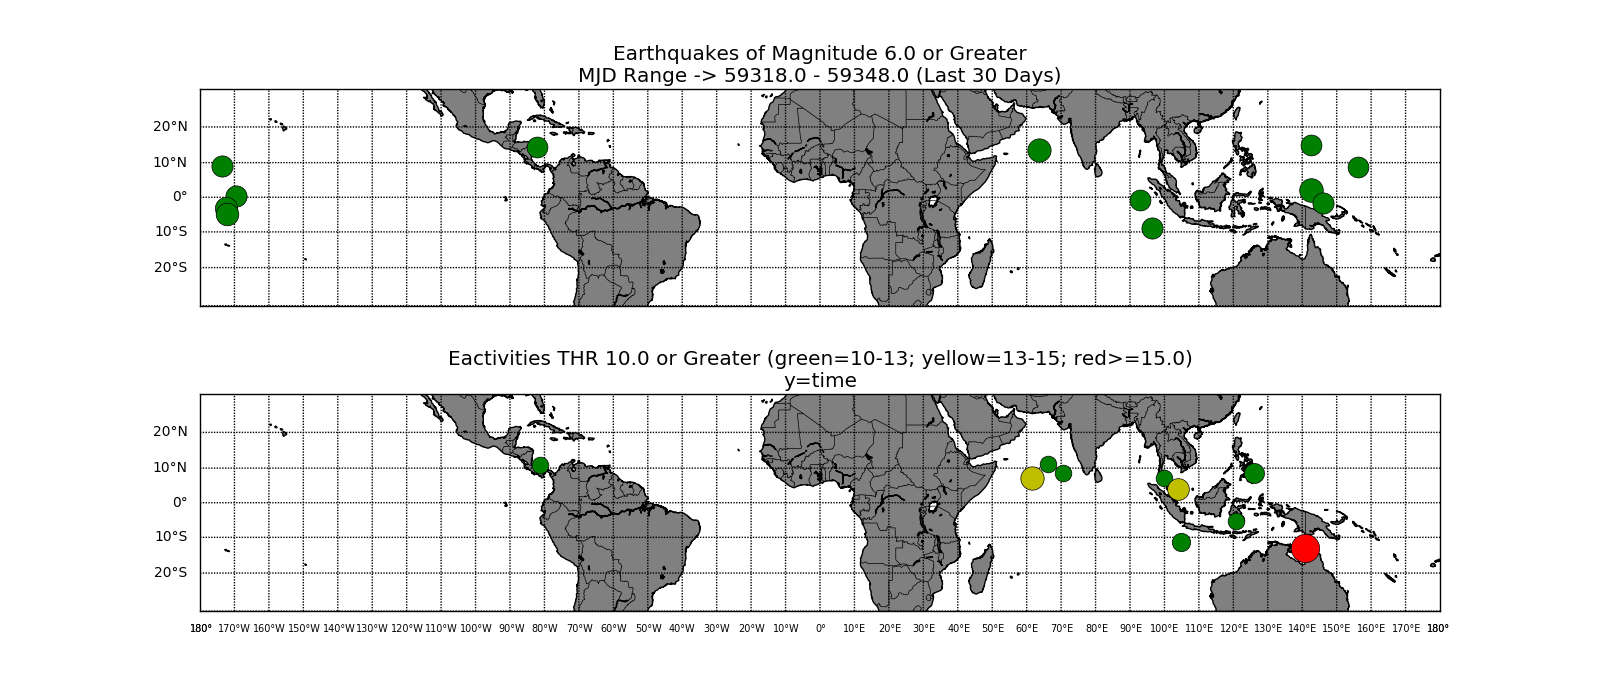 Earthquakes of Magnitude 6.0 or Greater
MJD Range -> 59318.0 - 59348.0 (Last 30 Days)
20°N
10°N
0°
10°S
20°S
Eactivities THR 10.0 or Greater (green=10-13; yellow=13-15; red>=15.0)
y=time
20°N
10°N
0°
10°S
20°S
180° 170°W 160°W 150°W 140°W 130°W 120°W 110°W 100°W 90°W 80°W 70°W 60°W 50°W 40°W 30°W 20°W 10°W 0° 10°E 20°E 30°E 40°E 50°E 60°E 70°E 80°E 90°E 100°E 110°E 120°E 130°E 140°E 150°E 160°E 170°E 180°